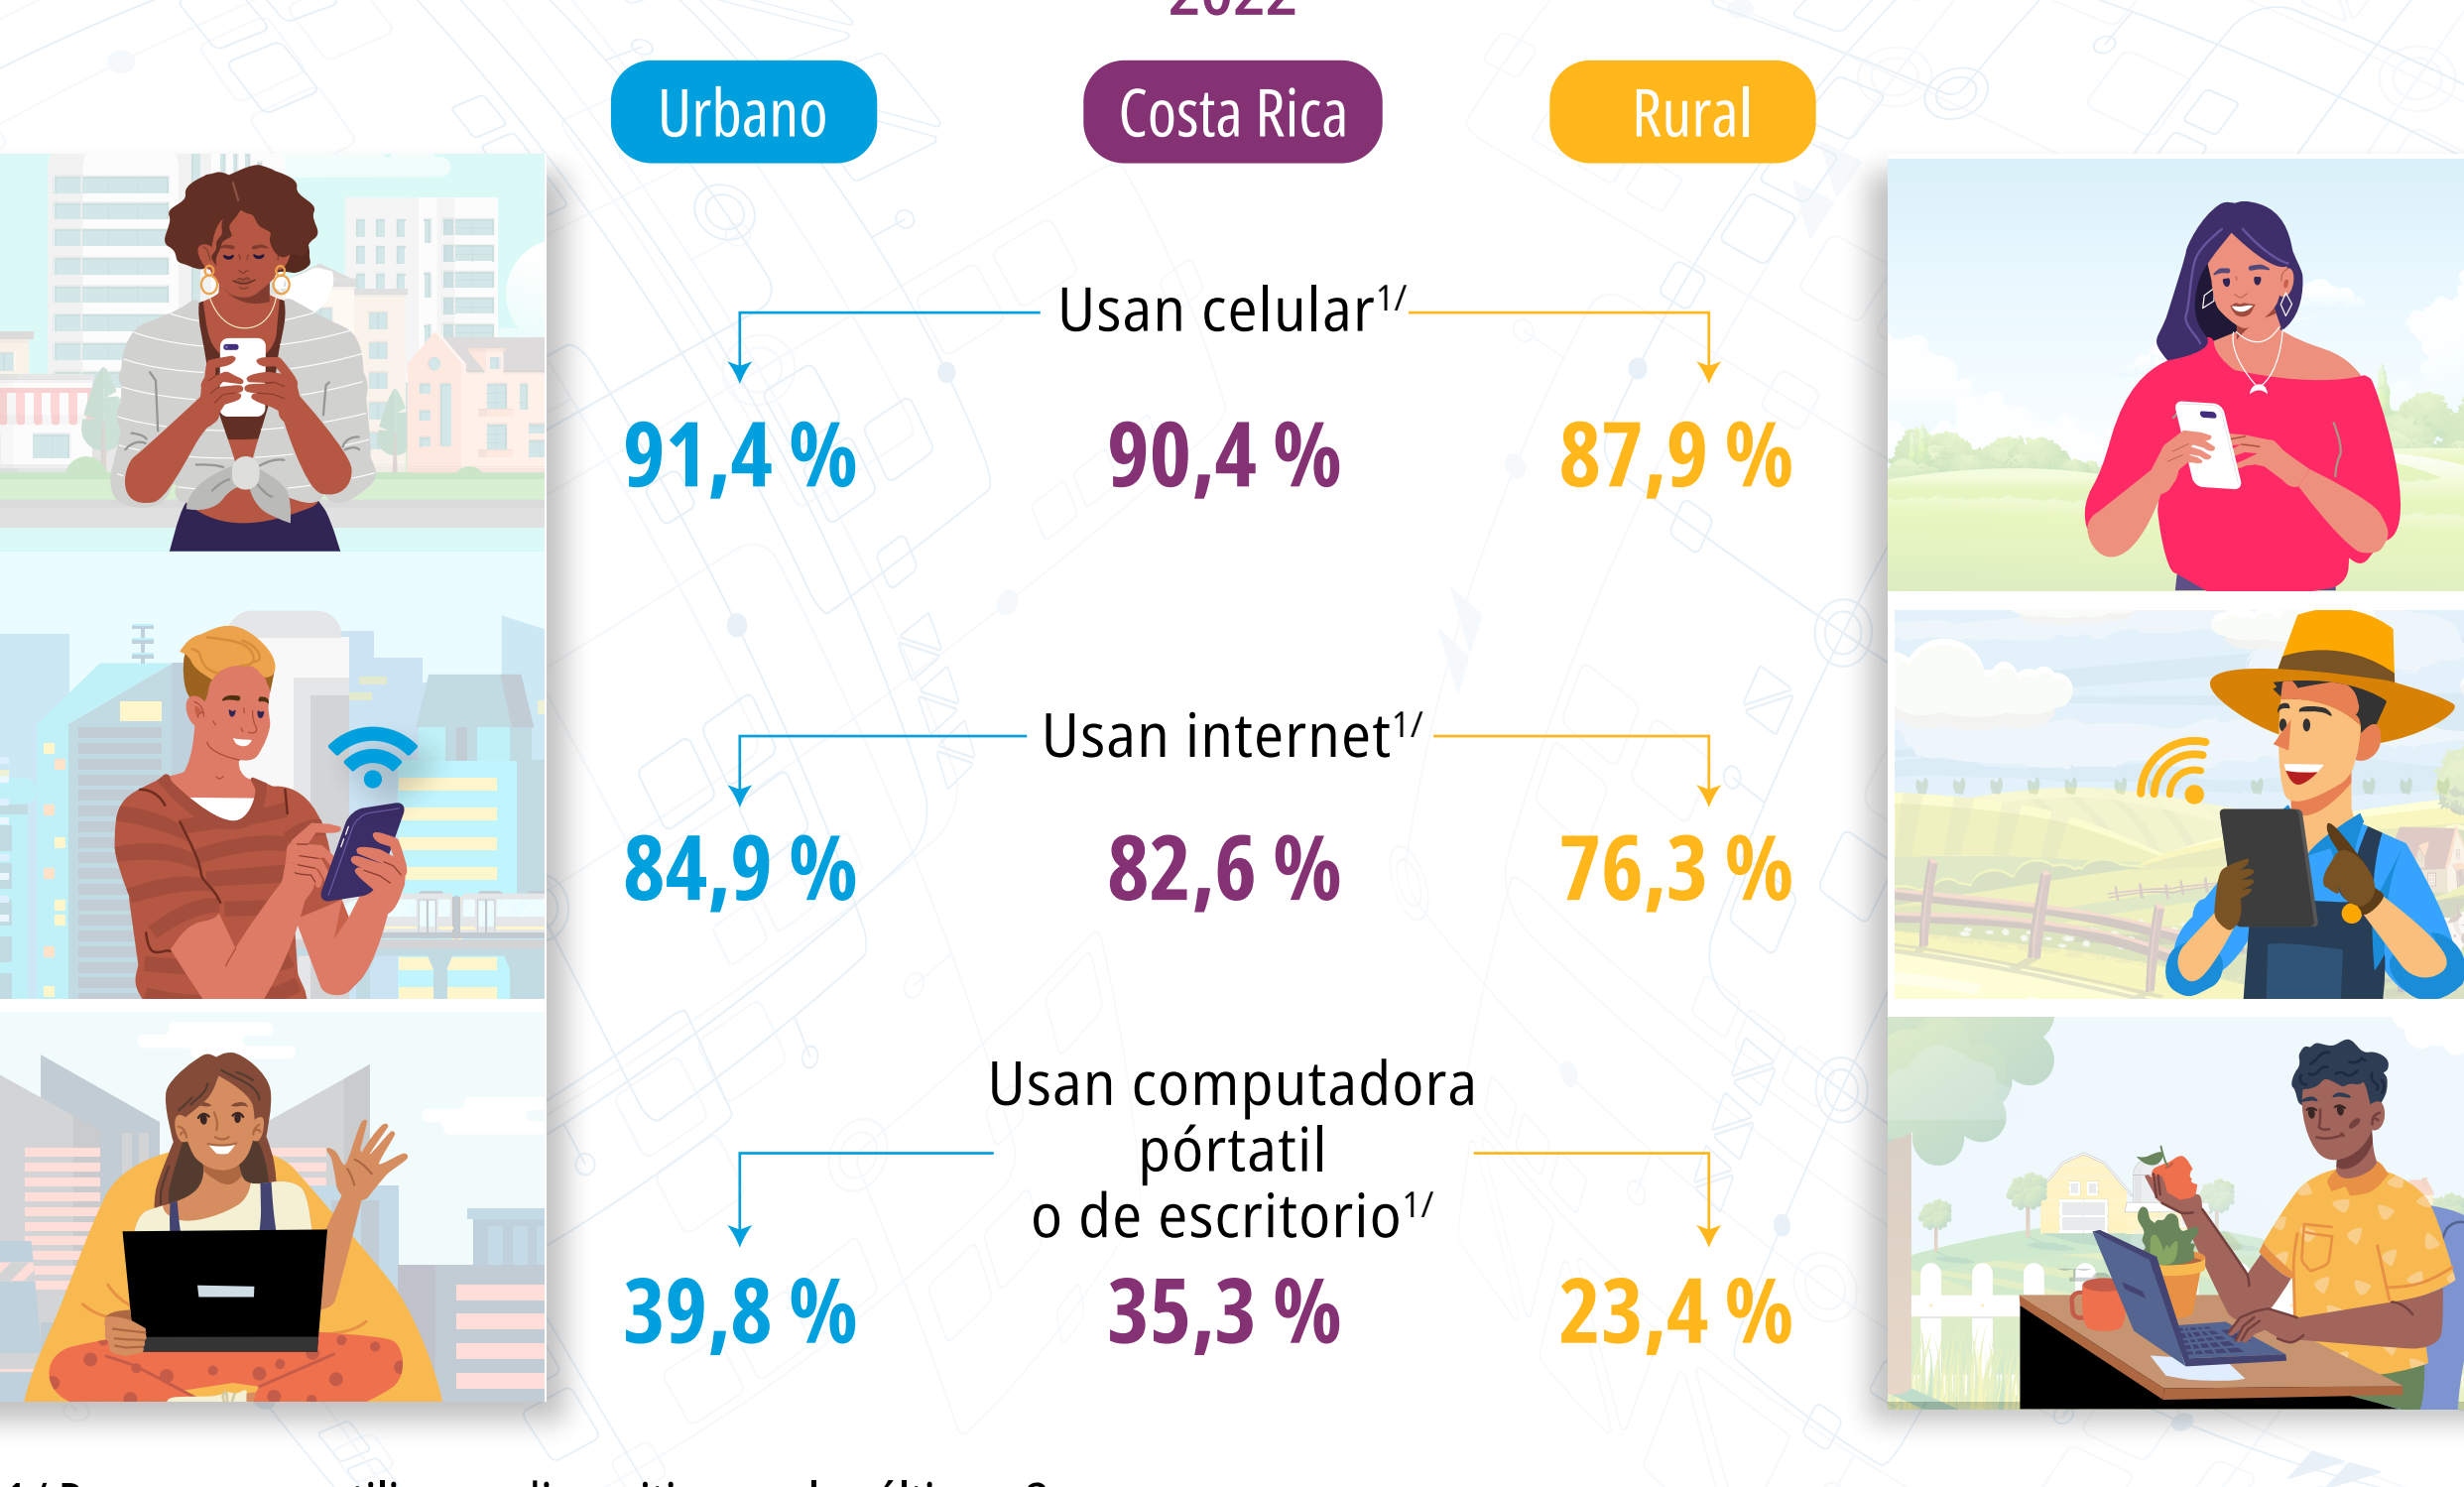 2022
Urbano
Costa Rica
Rural
Usan celular1/
91,4 %
90,4 %
87,9 %
Usan internet1/
84,9 %
82,6 %
76,3 %
Usan computadora
pórtatil
o de escritorio1/
39,8 %
35,3 %
23,4 %